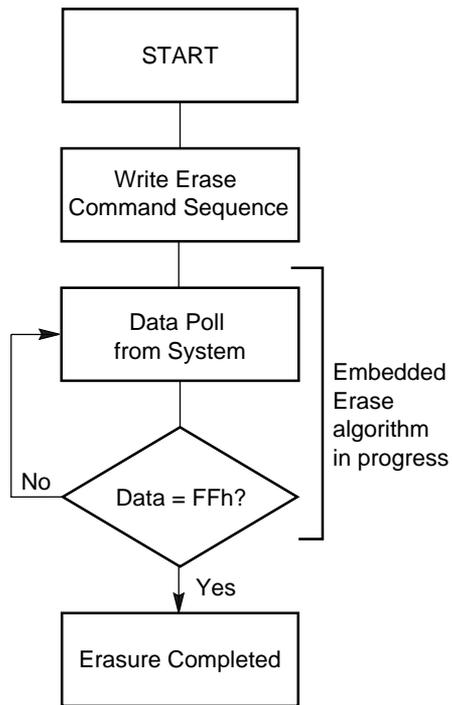 START
Write Erase
Command Sequence
Data Poll
from System
Embedded
Erase
algorithm
in progress
No
Data = FFh?
Yes
Erasure Completed